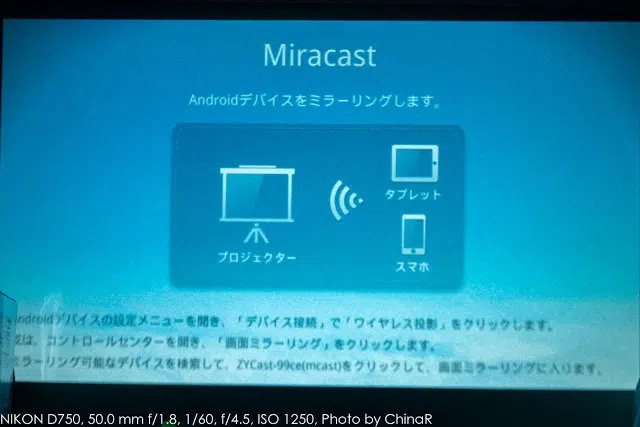 Miracast
Androidデバイスをミラーリングします。
タブレット
プロジェクター
スマホ
ndroidデバイスの設定メニューを開き、「デバイス接続」で「ワイヤレス投影」をクリックします。
は、コントロールセンターを開き、「画面ミラーリング」をクリックします。
ミラーリング可能なデバイスを検索して、ZYCast-99ce(mcast)をクリックして、画面ミラーリングに入ります。
NIKON D750, 50.0 mm f/1.8, 1/60, f/4.5, ISO 1250, Photo by ChinaR